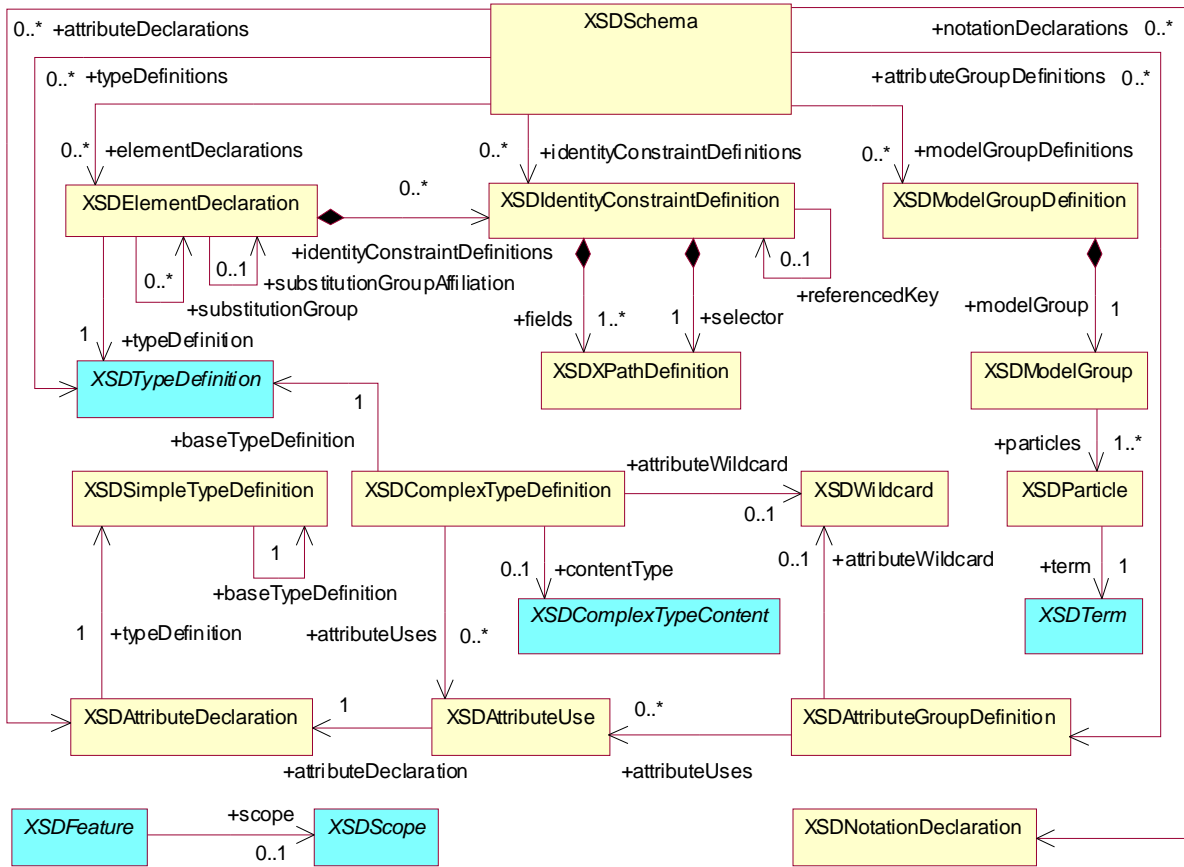 XSDSchema
0..* +attributeDeclarations
+notationDeclarations 0..*
0..* +typeDefinitions
+attributeGroupDefinitions 0..*
0..* +elementDeclarations
0..* +identityConstraintDefinitions
0..* +modelGroupDefinitions
XSDElementDeclaration
0..*
+identityConstraintDefinitions
XSDIdentityConstraintDefinition
XSDModelGroupDefinition
0..*
+substitutionGroup
0..1
+substitutionGroupAffiliation
0..1
+referencedKey
+fields 1..*
1 +selector
+modelGroup 1
1 +typeDefinition
XSDTypeDefinition
XSDXPathDefinition
XSDModelGroup
1
+baseTypeDefinition
+particles 1..*
XSDSimpleTypeDefinition
XSDComplexTypeDefinition
+attributeWildcard
0..1
XSDWildcard
XSDParticle
1
+baseTypeDefinition
0..1 +contentType
0..1 +attributeWildcard
+term 1
XSDComplexTypeContent
XSDTerm
1 +typeDefinition
+attributeUses 0..*
XSDAttributeDeclaration
1
+attributeDeclaration
XSDAttributeUse
0..*
+attributeUses
XSDAttributeGroupDefinition
XSDFeature
+scope
0..1
XSDScope
XSDNotationDeclaration